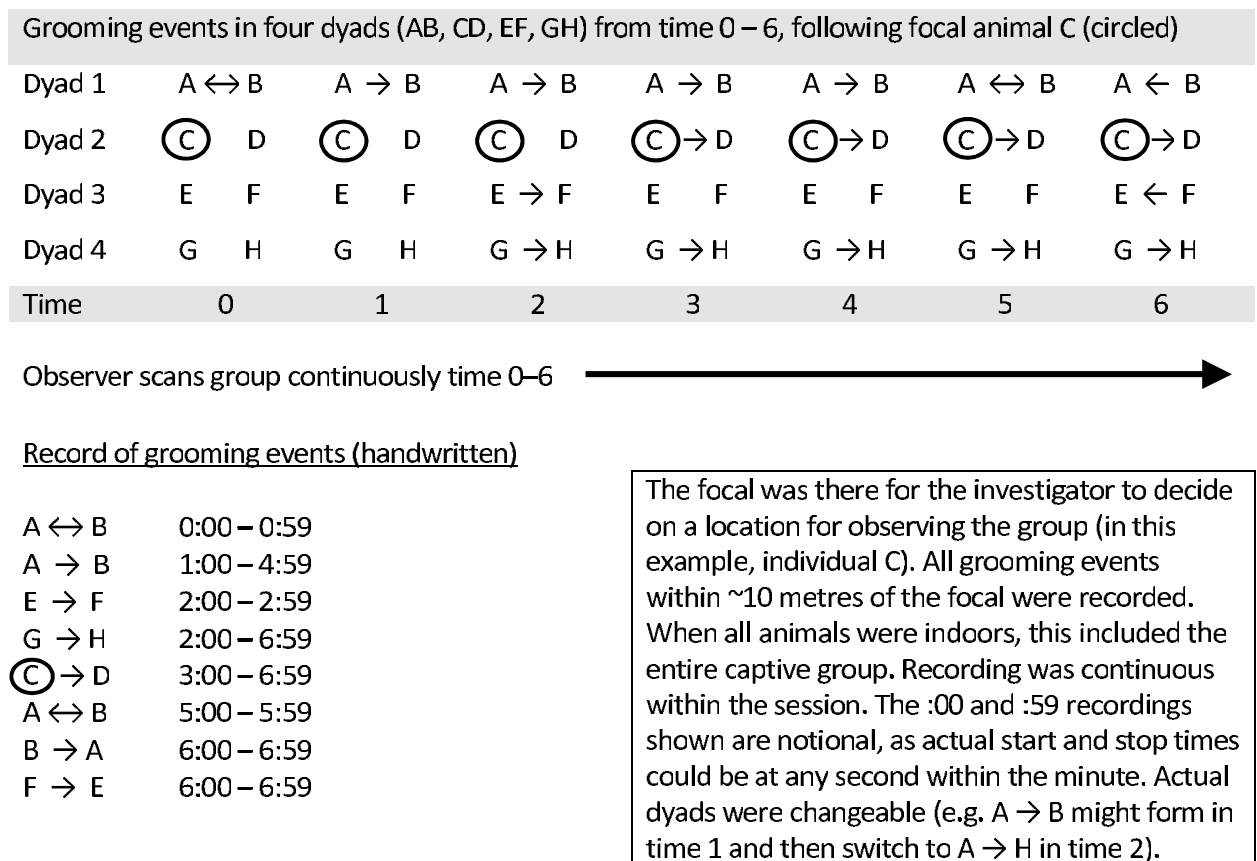 Grooming events in four dyads (AB, CD, EF, GH) from time 0 – 6, following focal animal C (circled)
Dyad 1 A ↔ B A → B A → B A → B A → B A ↔ B A ← B
Dyad 2 C D C D C D C → D C → D C → D C → D
Dyad 3 E F E F E → F E F E F E F E ← F
Dyad 4 G H G H G → H G → H G → H G → H G → H
Time 0 1 2 3 4 5 6
Observer scans group continuously time 0–6
Record of grooming events (handwritten)
A ↔ B 0:00 – 0:59
A → B 1:00 – 4:59
E → F 2:00 – 2:59
G → H 2:00 – 6:59
C → D 3:00 – 6:59
A ↔ B 5:00 – 5:59
B → A 6:00 – 6:59
F → E 6:00 – 6:59
The focal was there for the investigator to decide
on a location for observing the group (in this
example, individual C). All grooming events
within ~10 metres of the focal were recorded.
When all animals were indoors, this included the
entire captive group. Recording was continuous
within the session. The :00 and :59 recordings
shown are notional, as actual start and stop times
could be at any second within the minute. Actual
dyads were changeable (e.g. A → B might form in
time 1 and then switch to A → H in time 2).